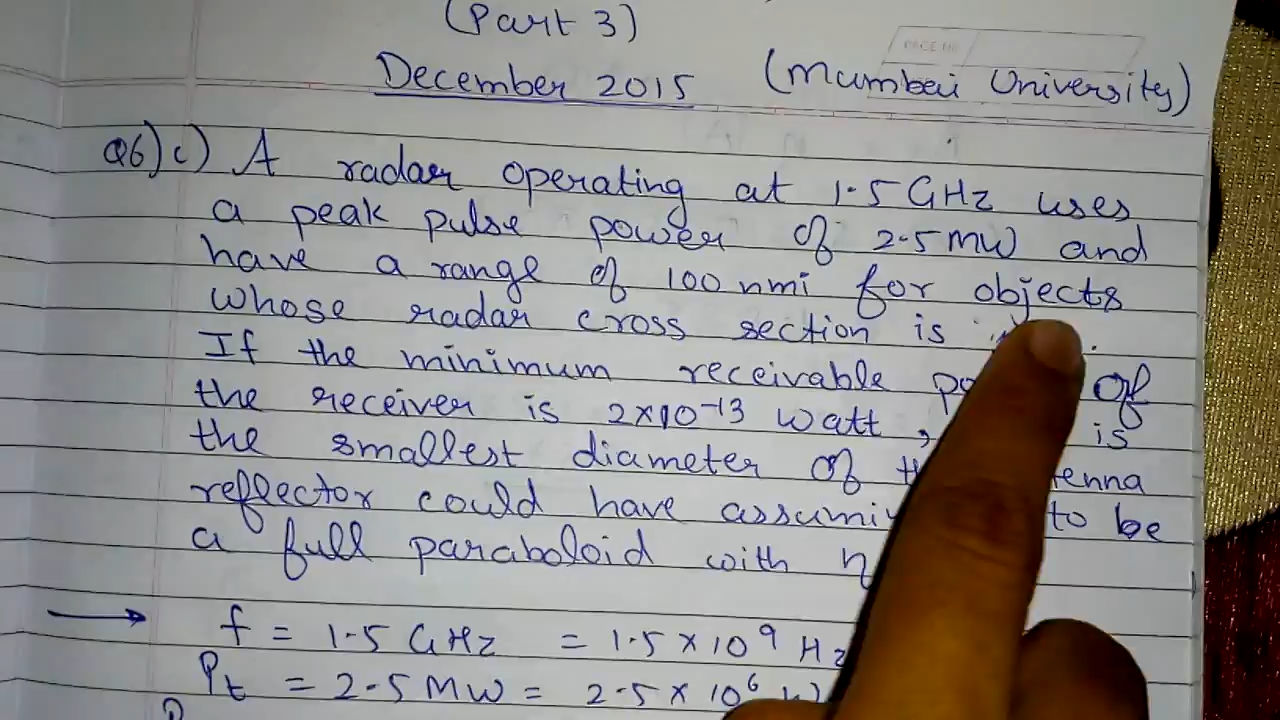 (Part 3)
PAGE NO
December 2015 (Mumbai University)
Q6) c) A radar operating at 1.5 GHz uses
a peak pulse power of 2.5 MW and
have a range of 100 nmi for objects
whose radar cross section is
If the minimum receivable of
the receiver is 2×10-13 watt, is
the smallest diameter of
reflector could have to be
a full paraboloid with η
→ f = 1.5 GHz = 1.5 × 10⁹ Hz
Pt = 2.5 MW = 2.5 × 10⁶ W